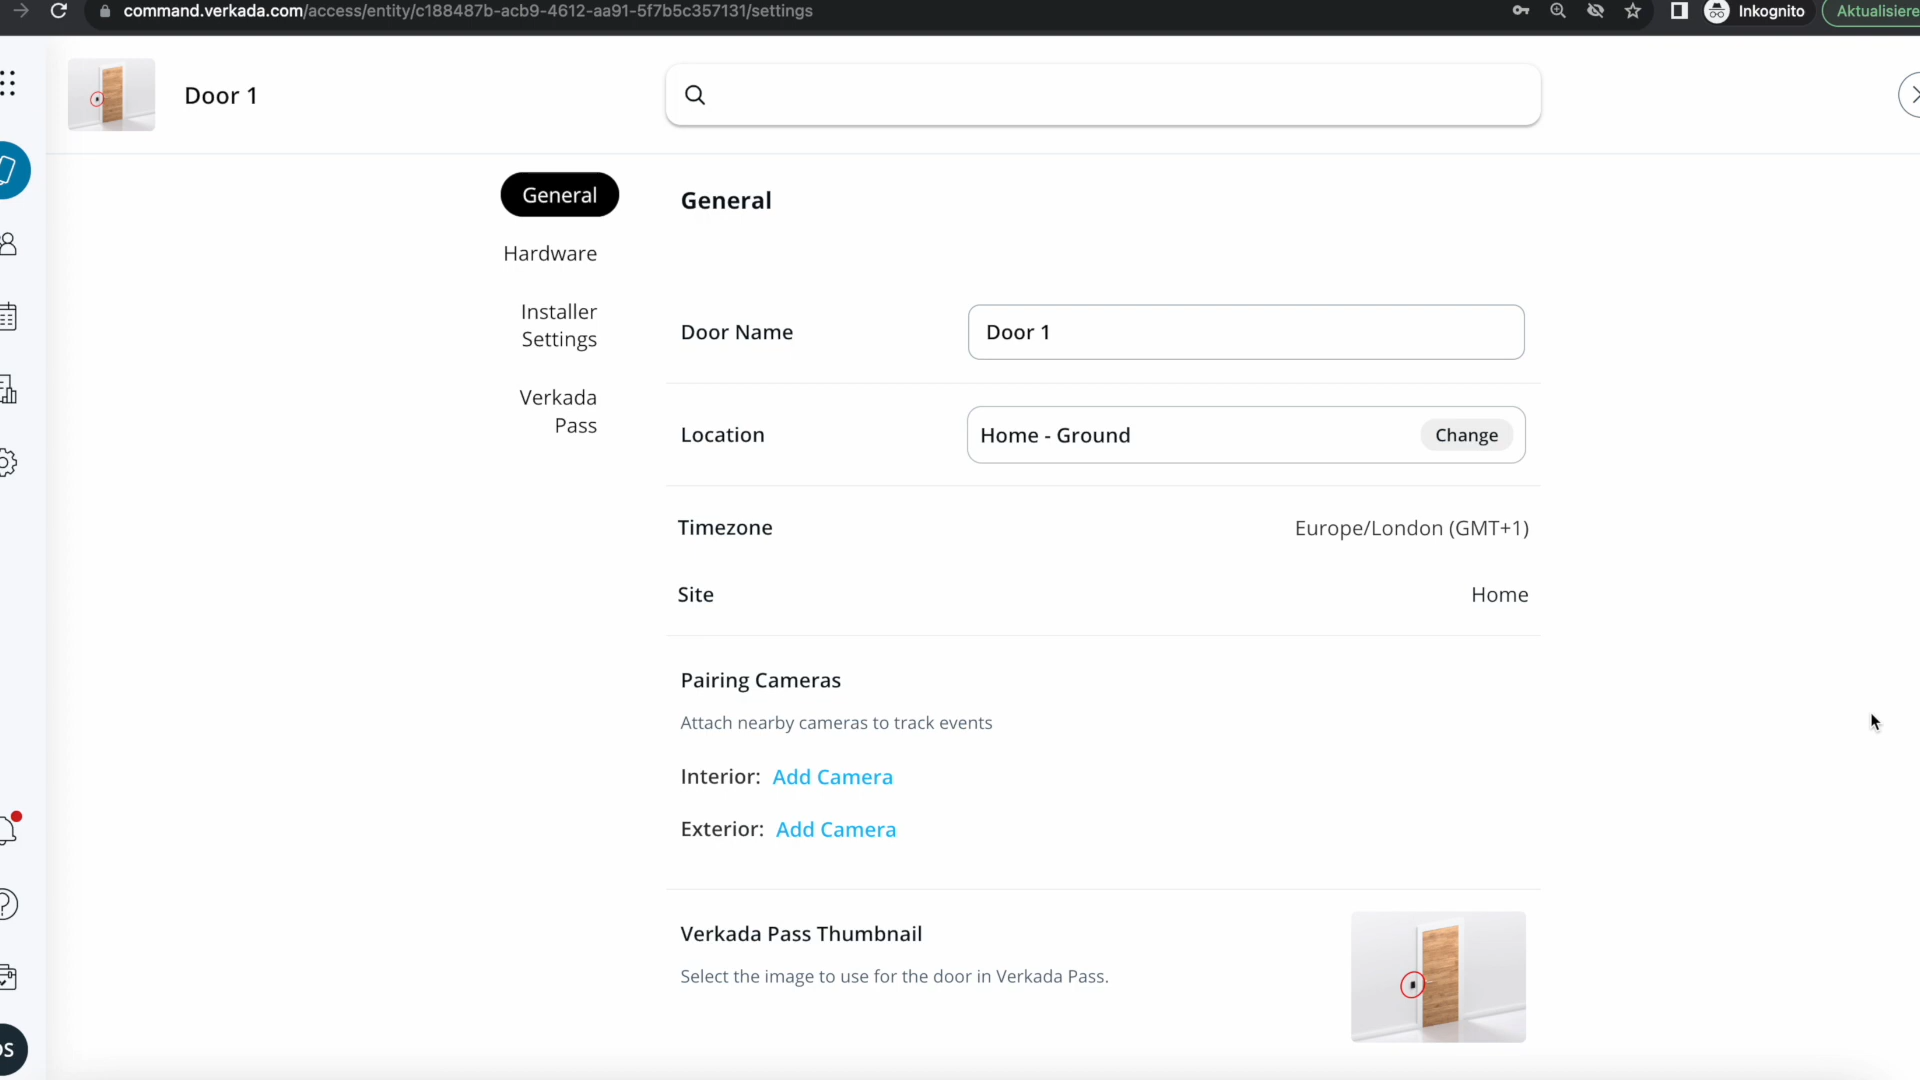 command.verkada.com/access/entity/c188487b-acb9-4612-aa91-5f7b5c357131/settings
Inkognito
Aktualisiere
Door 1
General
Hardware
Installer
Settings
Verkada
Pass
General
Door Name
Door 1
Location
Home - Ground
Change
Timezone
Europe/London (GMT+1)
Site
Home
Pairing Cameras
Attach nearby cameras to track events
Interior: Add Camera
Exterior: Add Camera
Verkada Pass Thumbnail
Select the image to use for the door in Verkada Pass.